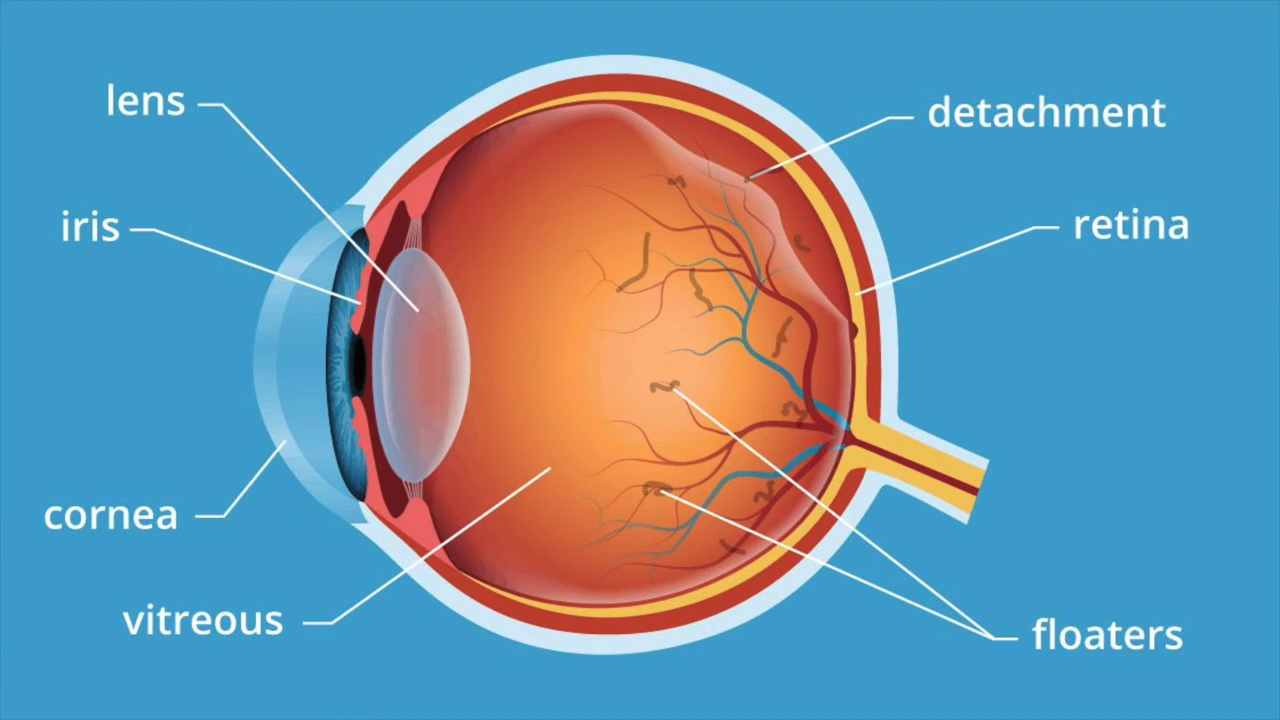 lens
iris
cornea
vitreous
detachment
retina
floaters